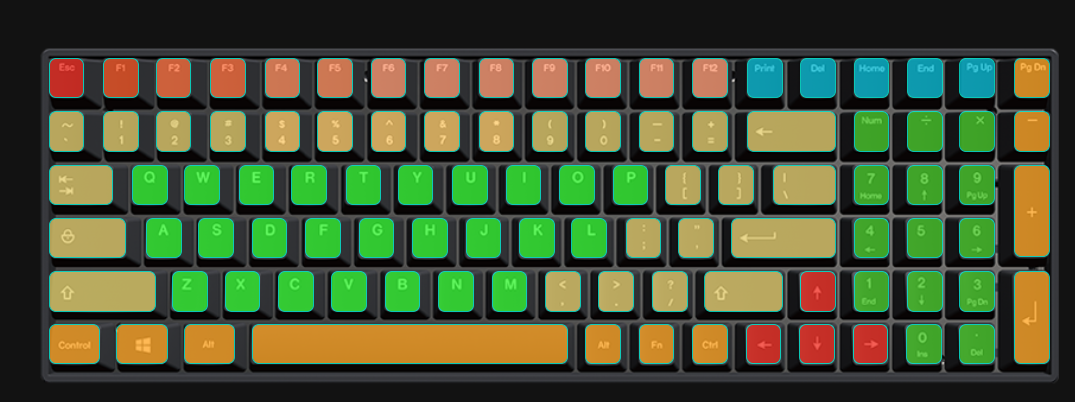 Esc F1 F2 F3 F4 F5 F6 F7 F8 F9 F10 F11 F12 Print Del Home End Pg Up Pg Dn
~ ! @ # $ % ^ & * ( ) — + Num ÷ × −
` 1 2 3 4 5 6 7 8 9 0 - = ←
Q W E R T Y U I O P { } | 7 8 9 +
[ ] \ Home ↑ Pg Up
A S D F G H J K L : " 4 5 6
; ' ← →
Z X C V B N M < > ? ↑ 1 2 3
, . / End ↓ Pg Dn
Control Alt Alt Fn Ctrl ← ↓ → 0 .
Ins Del